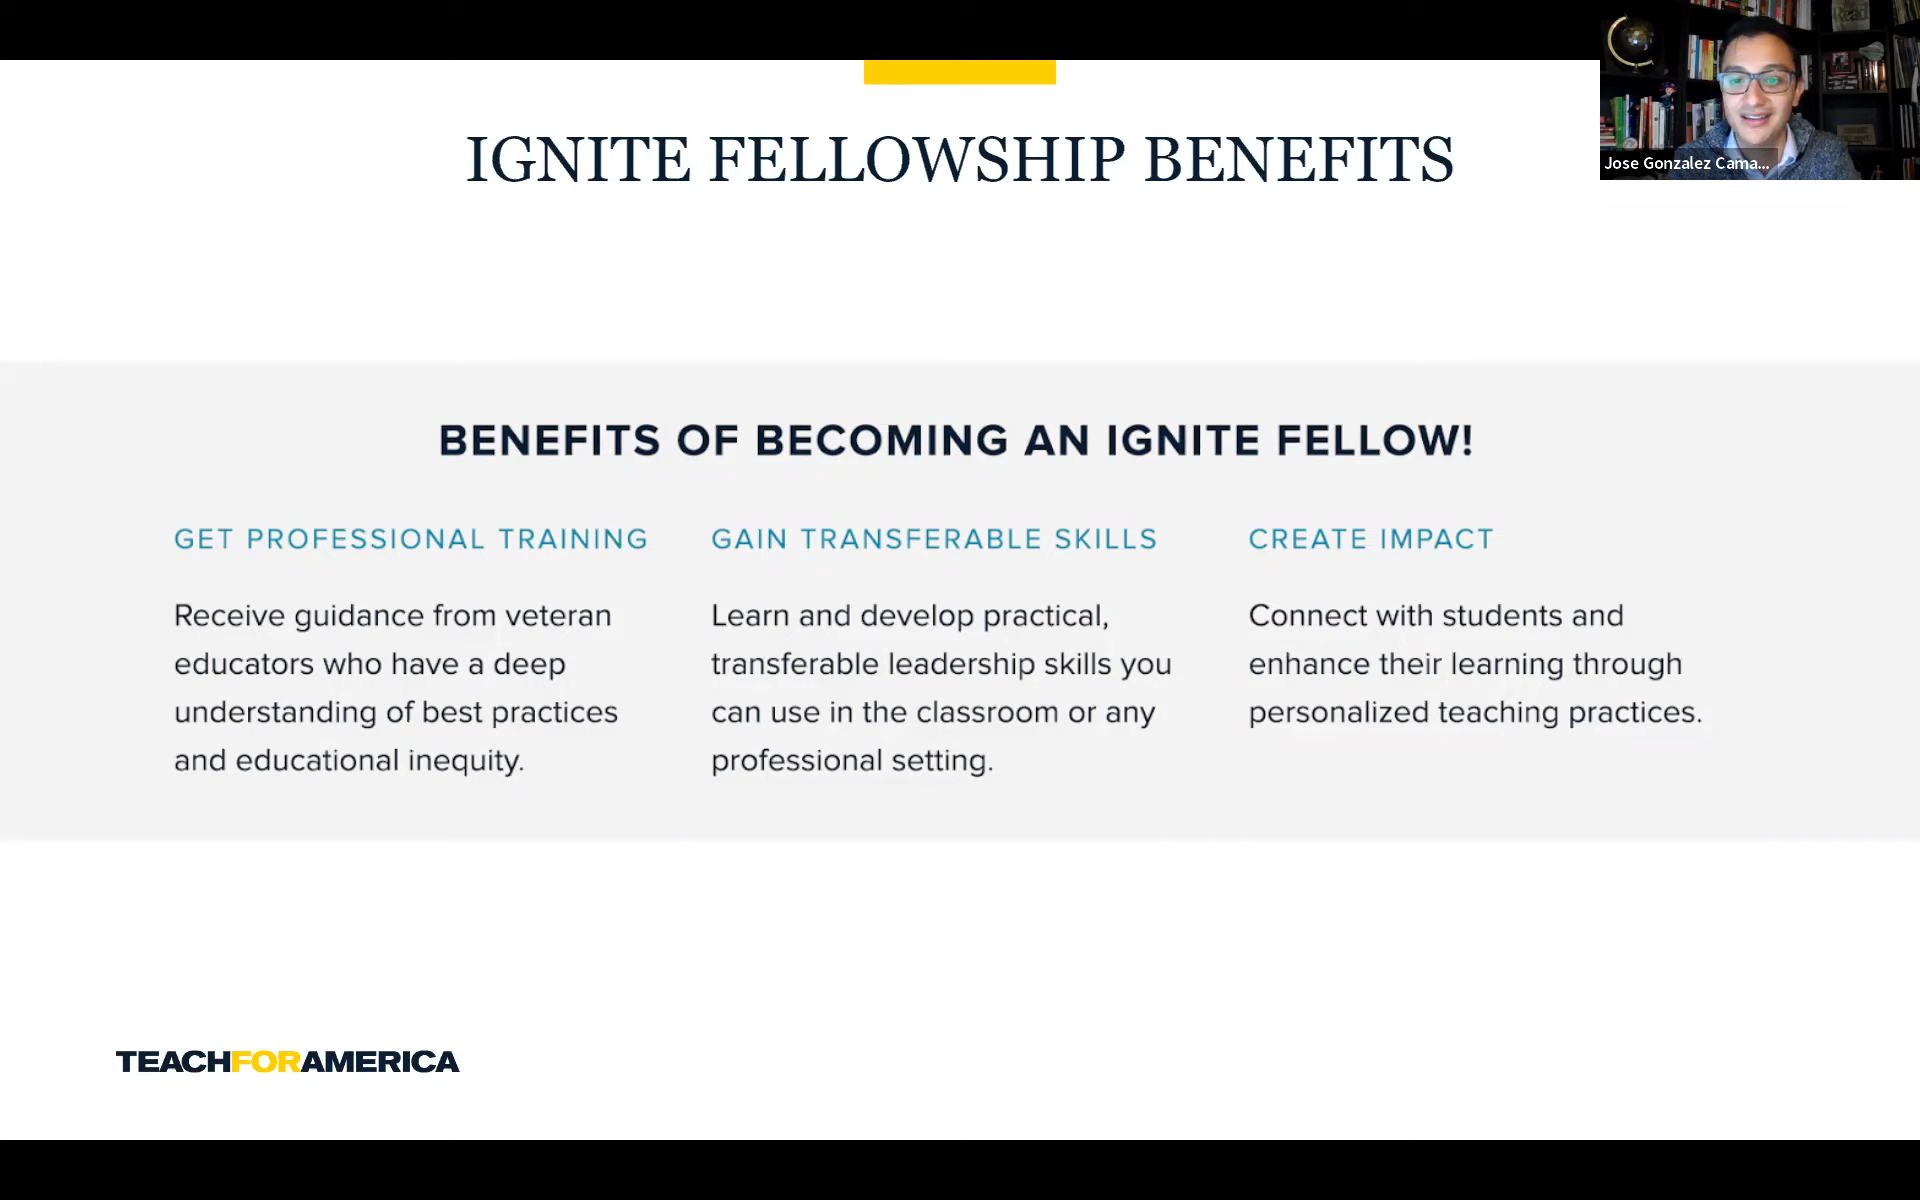 IGNITE FELLOWSHIP BENEFITS
Read
Jose Gonzalez Cama...
BENEFITS OF BECOMING AN IGNITE FELLOW!
GET PROFESSIONAL TRAINING
Receive guidance from veteran
educators who have a deep
understanding of best practices
and educational inequity.
GAIN TRANSFERABLE SKILLS
Learn and develop practical,
transferable leadership skills you
can use in the classroom or any
professional setting.
CREATE IMPACT
Connect with students and
enhance their learning through
personalized teaching practices.
TEACHFORAMERICA